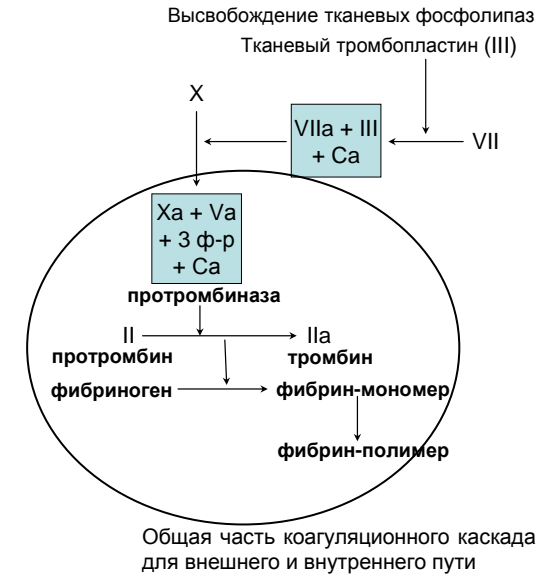 Высвобождение тканевых фосфолипаз
Тканевый тромбопластин (III)
X
VIIa + III
+ Ca
VII
Xa + Va
+ 3 ф-р
+ Ca
протромбиназа
II
IIa
протромбин
тромбин
фибриноген
фибрин-мономер
фибрин-полимер
Общая часть коагуляционного каскада
для внешнего и внутреннего пути